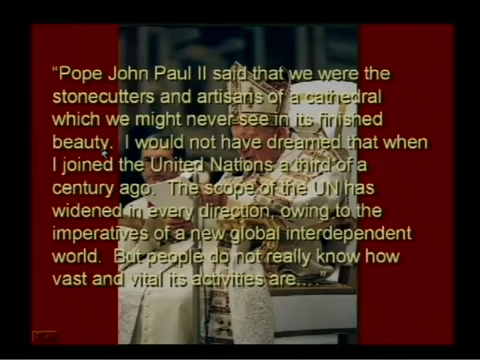 “Pope John Paul II said that we were the
stonecutters and artisans of a cathedral
which we might never see in its finished
beauty.  I would not have dreamed that when
I joined the United Nations a third of a
century ago.  The scope of the UN has
widened in every direction, owing to the
imperatives of a new global interdependent
world.  But people do not really know how
vast and vital its activities are....”